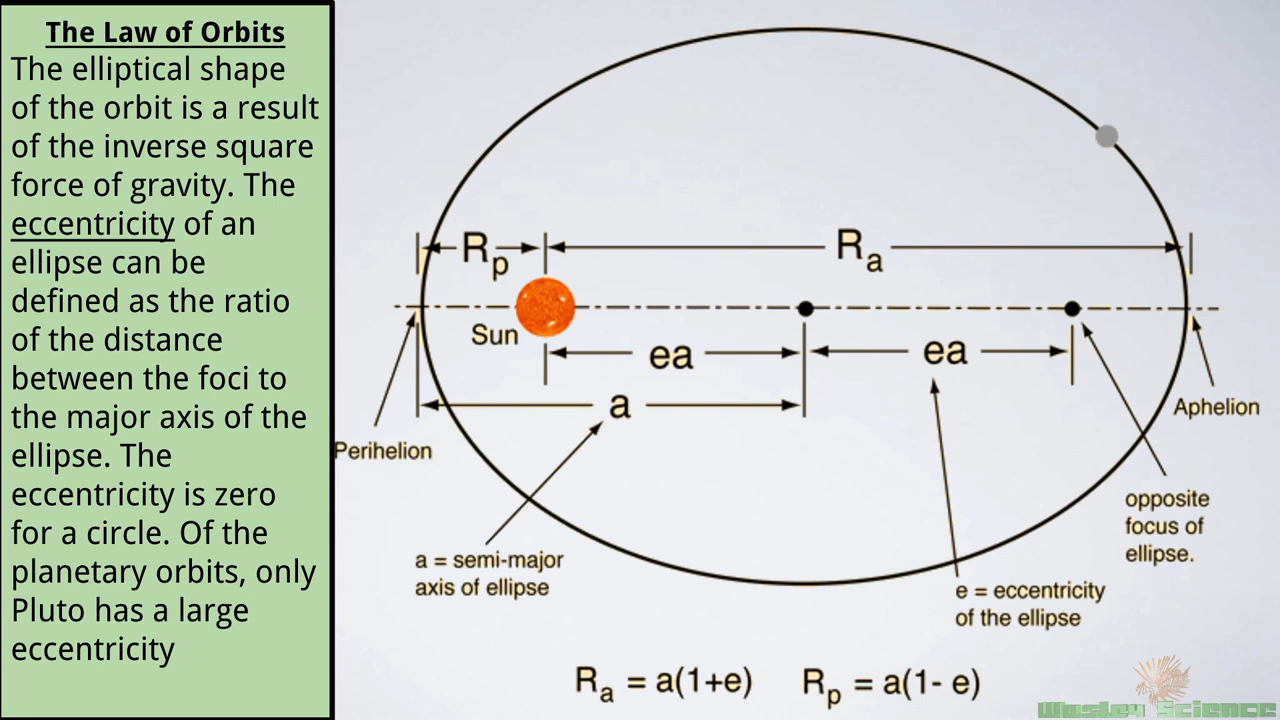 The Law of Orbits
The elliptical shape
of the orbit is a result
of the inverse square
force of gravity. The
eccentricity of an
ellipse can be
defined as the ratio
of the distance
between the foci to
the major axis of the
ellipse. The
eccentricity is zero
for a circle. Of the
planetary orbits, only
Pluto has a large
eccentricity
Rp
Ra
Sun
ea
ea
a
Aphelion
Perihelion
opposite
focus of
ellipse.
a = semi-major
axis of ellipse
e = eccentricity
of the ellipse
Ra = a(1+e) Rp = a(1- e)
Wesley Science